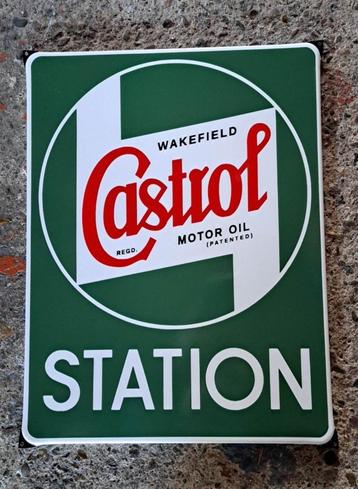 WAKEFIELD
Castrol
REGD. MOTOR OIL
(PATENTED)
STATION